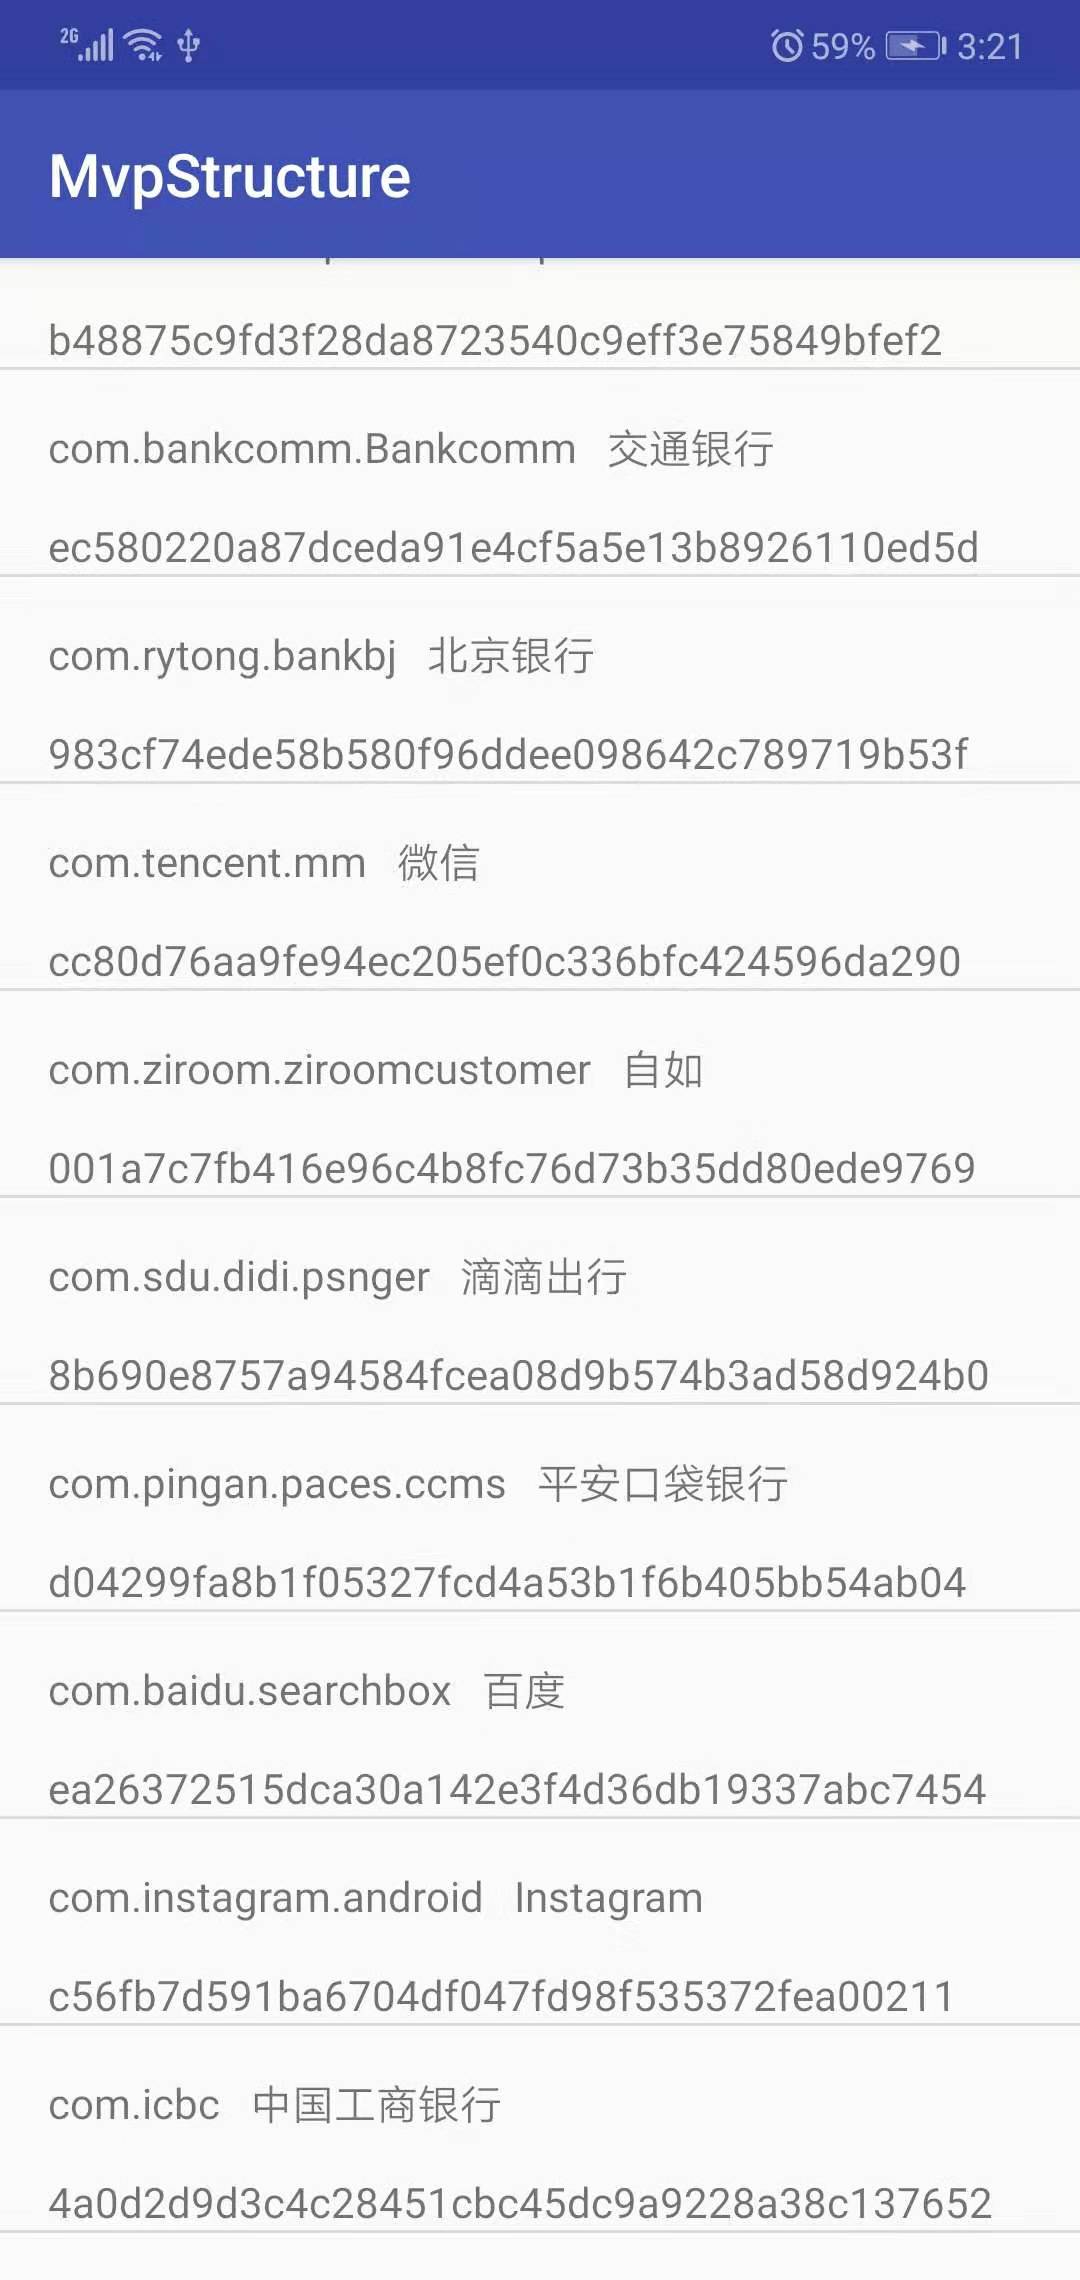 2G 59% 3:21
MvpStructure
b48875c9fd3f28da8723540c9eff3e75849bfef2
com.bankcomm.Bankcomm 交通银行
ec580220a87dceda91e4cf5a5e13b8926110ed5d
com.rytong.bankbj 北京银行
983cf74ede58b580f96ddee098642c789719b53f
com.tencent.mm 微信
cc80d76aa9fe94ec205ef0c336bfc424596da290
com.ziroom.ziroomcustomer 自如
001a7c7fb416e96c4b8fc76d73b35dd80ede9769
com.sdu.didi.psnger 滴滴出行
8b690e8757a94584fcea08d9b574b3ad58d924b0
com.pingan.paces.ccms 平安口袋银行
d04299fa8b1f05327fcd4a53b1f6b405bb54ab04
com.baidu.searchbox 百度
ea26372515dca30a142e3f4d36db19337abc7454
com.instagram.android Instagram
c56fb7d591ba6704df047fd98f535372fea00211
com.icbc 中国工商银行
4a0d2d9d3c4c28451cbc45dc9a9228a38c137652